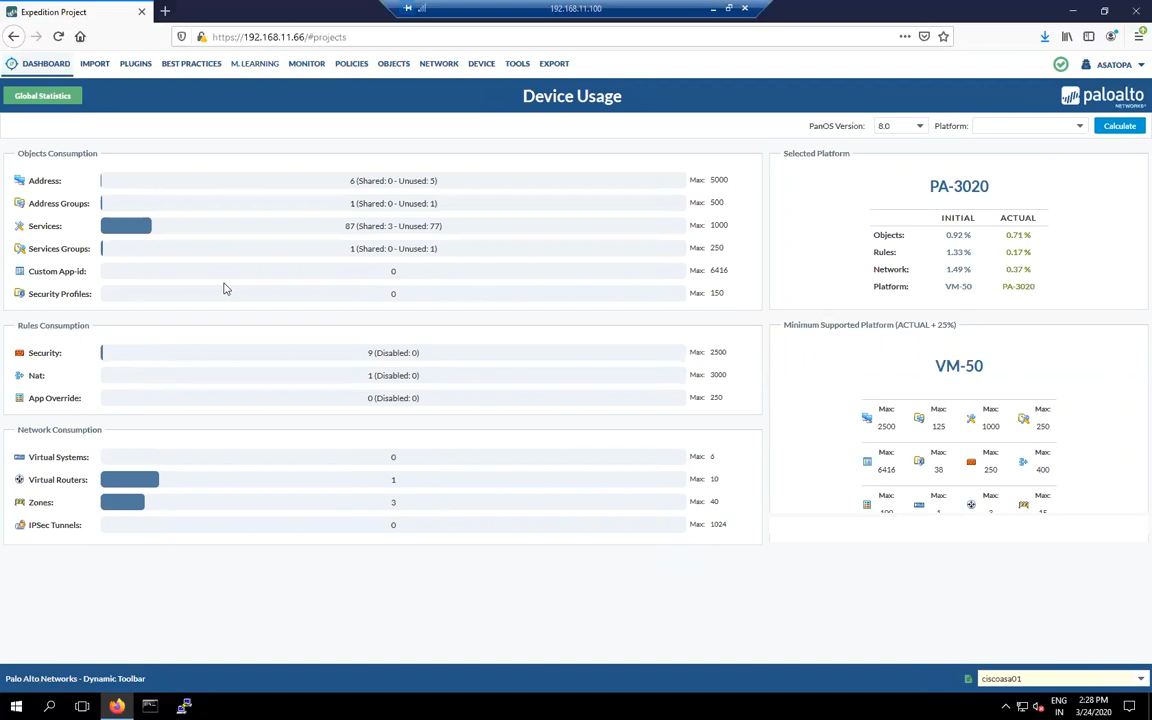 Expedition Project
192.168.11.100
https://192.168.11.66/#projects
DASHBOARD IMPORT PLUGINS BEST PRACTICES M. LEARNING MONITOR POLICIES OBJECTS NETWORK DEVICE TOOLS EXPORT ASATOPA
Global Statistics
Device Usage
paloalto
NETWORKS
PanOS Version: 8.0 Platform: Calculate
Objects Consumption
Address: 6 (Shared: 0 - Unused: 5) Max: 5000
Address Groups: 1 (Shared: 0 - Unused: 1) Max: 500
Services: 87 (Shared: 3 - Unused: 77) Max: 1000
Services Groups: 1 (Shared: 0 - Unused: 1) Max: 250
Custom App-id: 0 Max: 6416
Security Profiles: 0 Max: 150
Rules Consumption
Security: 9 (Disabled: 0) Max: 2500
Nat: 1 (Disabled: 0) Max: 3000
App Override: 0 (Disabled: 0) Max: 250
Network Consumption
Virtual Systems: 0 Max: 6
Virtual Routers: 1 Max: 10
Zones: 3 Max: 40
IPSec Tunnels: 0 Max: 1024
Selected Platform
PA-3020
INITIAL ACTUAL
Objects: 0.92 % 0.71 %
Rules: 1.33 % 0.17 %
Network: 1.49 % 0.37 %
Platform: VM-50 PA-3020
Minimum Supported Platform (ACTUAL + 25%)
VM-50
Max: Max: Max: Max:
2500 125 1000 250
Max: Max: Max: Max:
6416 38 250 400
Max: Max: Max: Max:
Palo Alto Networks - Dynamic Toolbar
ciscoasa01
ENG
IN
2:28 PM
3/24/2020